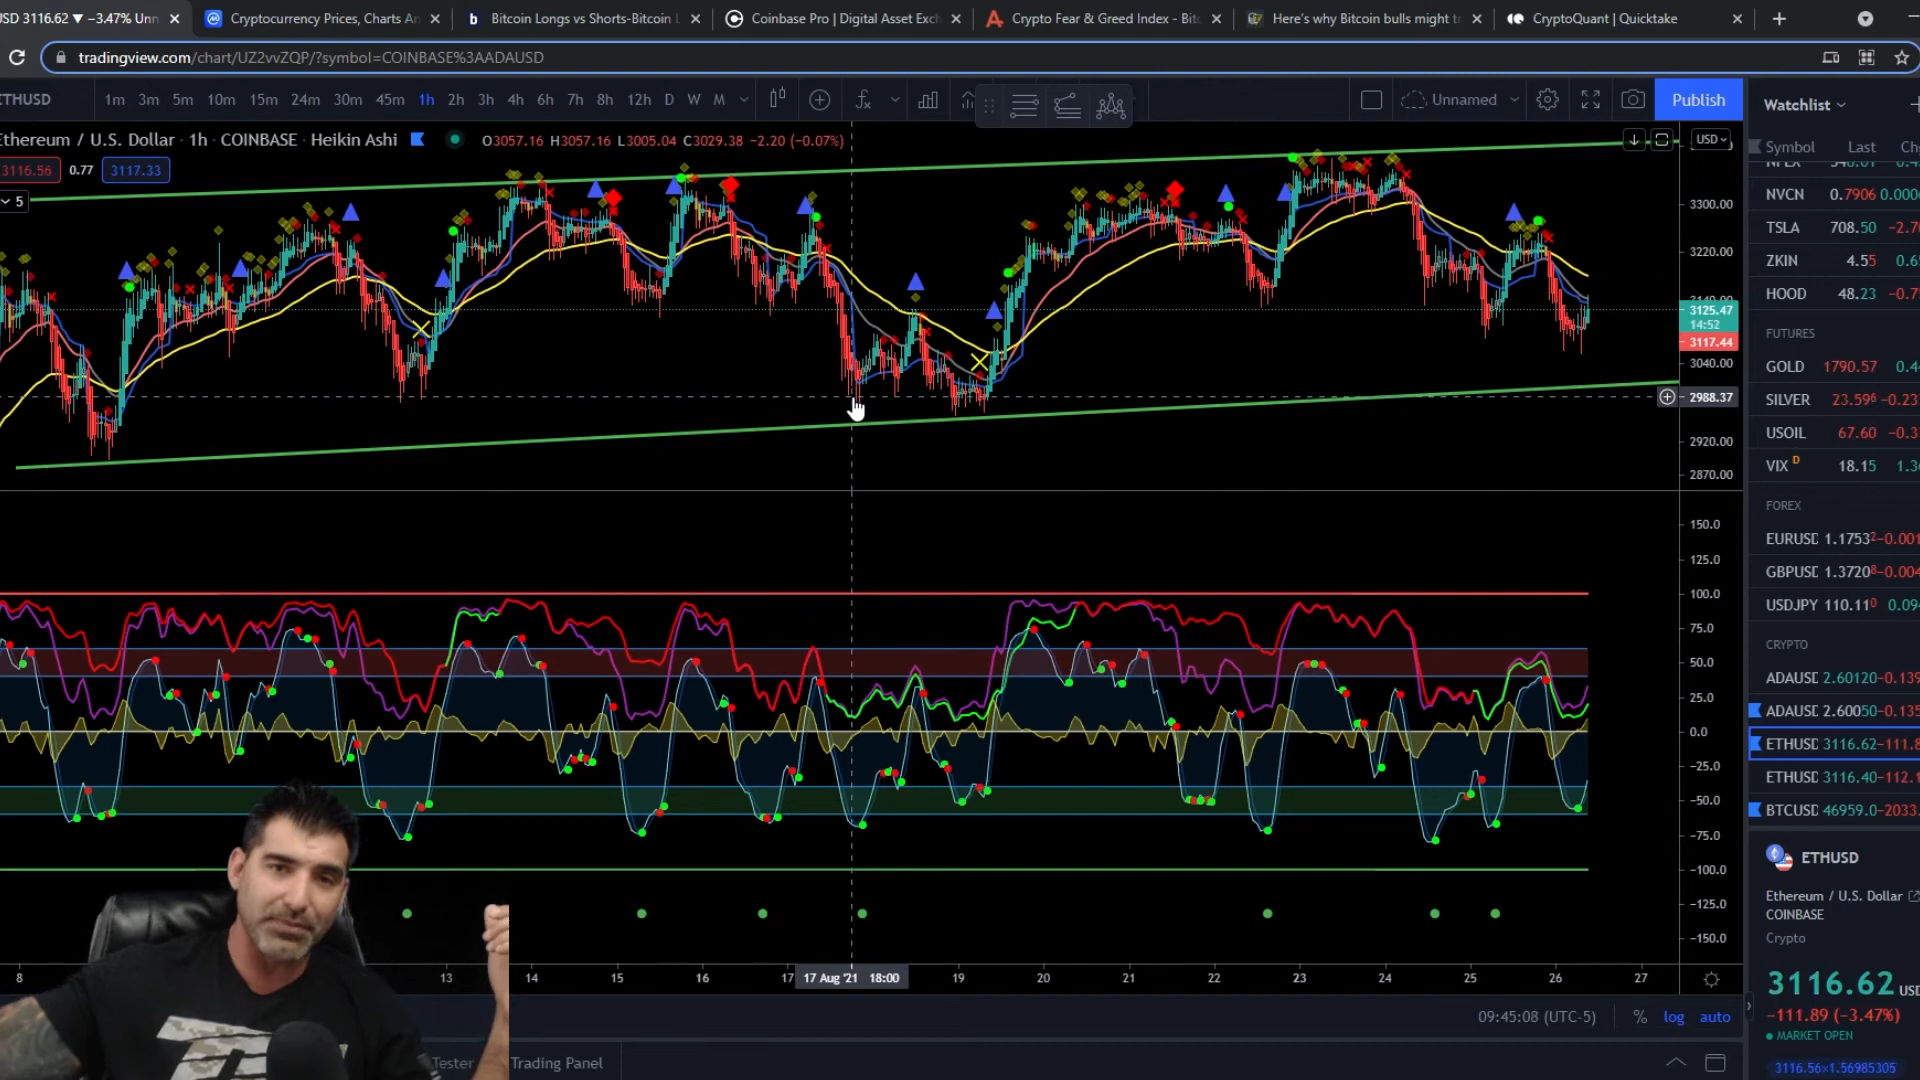 SD 3116.62 ▼ −3.47% Unn
Cryptocurrency Prices, Charts An
Bitcoin Longs vs Shorts-Bitcoin L
Coinbase Pro | Digital Asset Exch
Crypto Fear & Greed Index - Bitc
Here's why Bitcoin bulls might tr
CryptoQuant | Quicktake
tradingview.com/chart/UZ2vvZQP/?symbol=COINBASE%3AADAUSD
ETHUSD 1m 3m 5m 10m 15m 24m 30m 45m 1h 2h 3h 4h 6h 7h 8h 12h D W M
Unnamed
Publish
Watchlist
Ethereum / U.S. Dollar · 1h · COINBASE · Heikin Ashi
O3057.16 H3057.16 L3005.04 C3029.38 −2.20 (−0.07%)
USD
3116.56 0.77 3117.33
5
3300.00
3220.00
3125.47
14:52
3117.44
3040.00
2988.37
2920.00
2870.00
150.0
125.0
100.0
75.0
50.0
25.0
0.0
−25.0
−50.0
−75.0
−100.0
−125.0
−150.0
8 13 14 15 16 17 17 Aug '21 18:00 19 20 21 22 23 24 25 26 27
09:45:08 (UTC-5) % log auto
Tester Trading Panel
Symbol Last Ch
NVCN 0.7906 0.000
TSLA 708.50 −2.7
ZKIN 4.55 0.6
HOOD 48.23 −0.7
FUTURES
GOLD 1790.57 0.4
SILVER 23.596 −0.23
USOIL 67.60 −0.3
VIX D 18.15 1.3
FOREX
EURUSD 1.17532 −0.001
GBPUSD 1.37208 −0.004
USDJPY 110.110 0.09
CRYPTO
ADAUSD 2.60120 −0.139
ADAUSD 2.60050 −0.135
ETHUSD 3116.62 −111.8
ETHUSD 3116.40 −112.1
BTCUSD 46959.0 −2033.
ETHUSD
Ethereum / U.S. Dollar
COINBASE
Crypto
3116.62 USD
−111.89 (−3.47%)
MARKET OPEN
3116.56×1.56985305